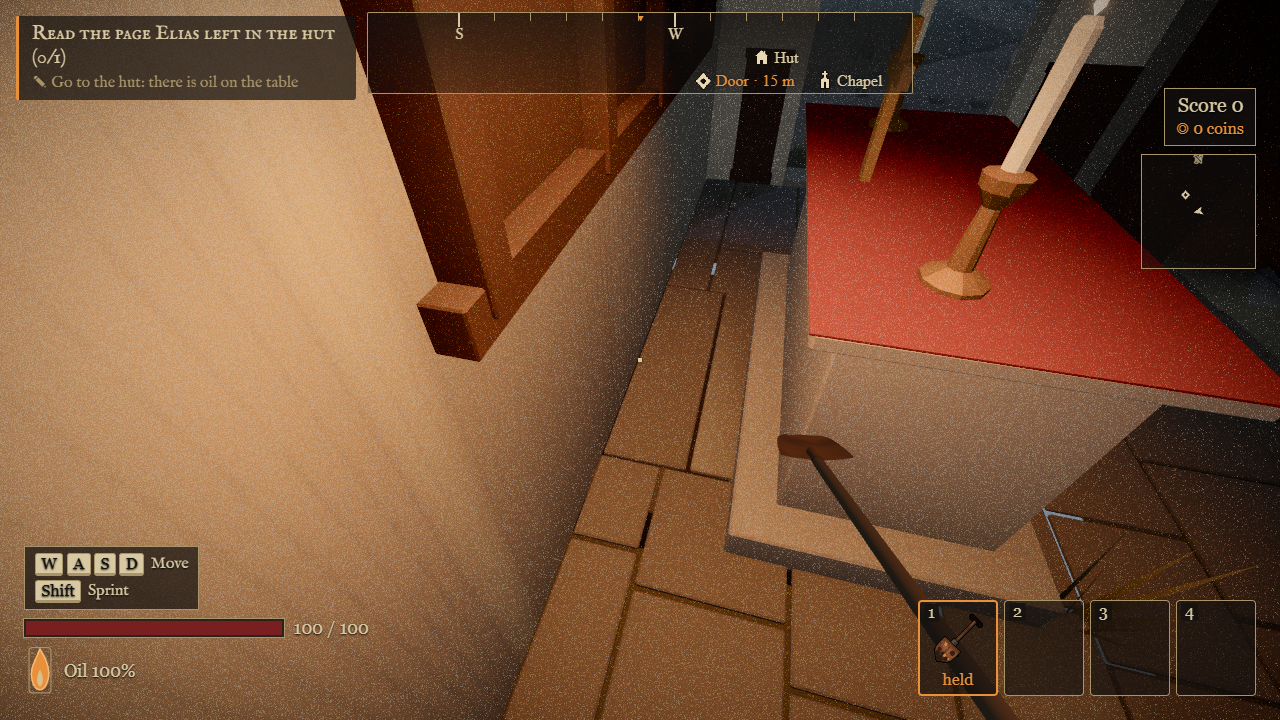 Read the page Elias left in the hut
(0/1)
Go to the hut: there is oil on the table
S
W
Hut
Door · 15 m
Chapel
Score 0
0 coins
W A S D Move
Shift Sprint
100 / 100
Oil 100%
1
2
3
4
held